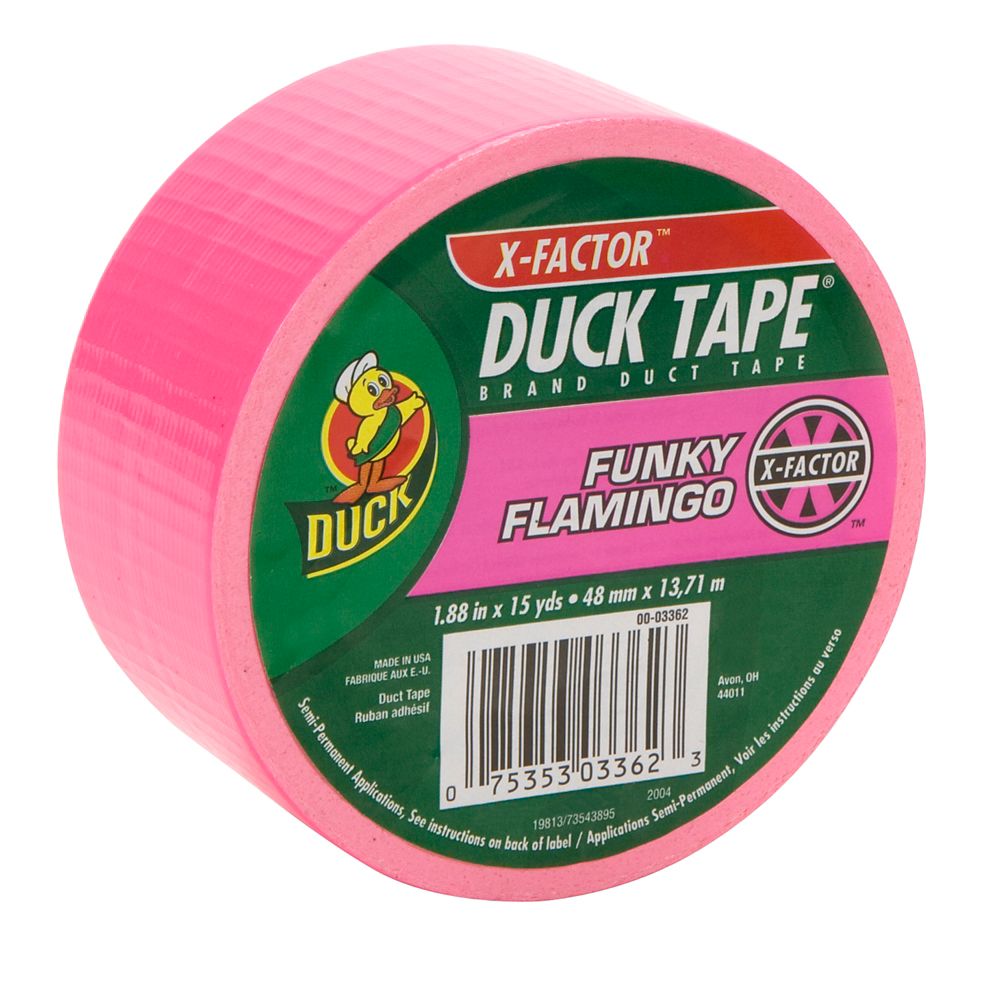 X-FACTOR™
DUCK TAPE®
BRAND DUCT TAPE
™
DUCK
FUNKY
FLAMINGO
X-FACTOR
™
1.88 in x 15 yds • 48 mm x 13,71 m
00-03362
MADE IN USA
FABRIQUE AUX E.-U.
Duct Tape
Ruban adhésif
Avon, OH
44011
0 75353 03362 3
19813/73543895
2004
Semi-Permanent Applications, See instructions on back of label / Applications Semi-Permanent, Voir les instructions au verso